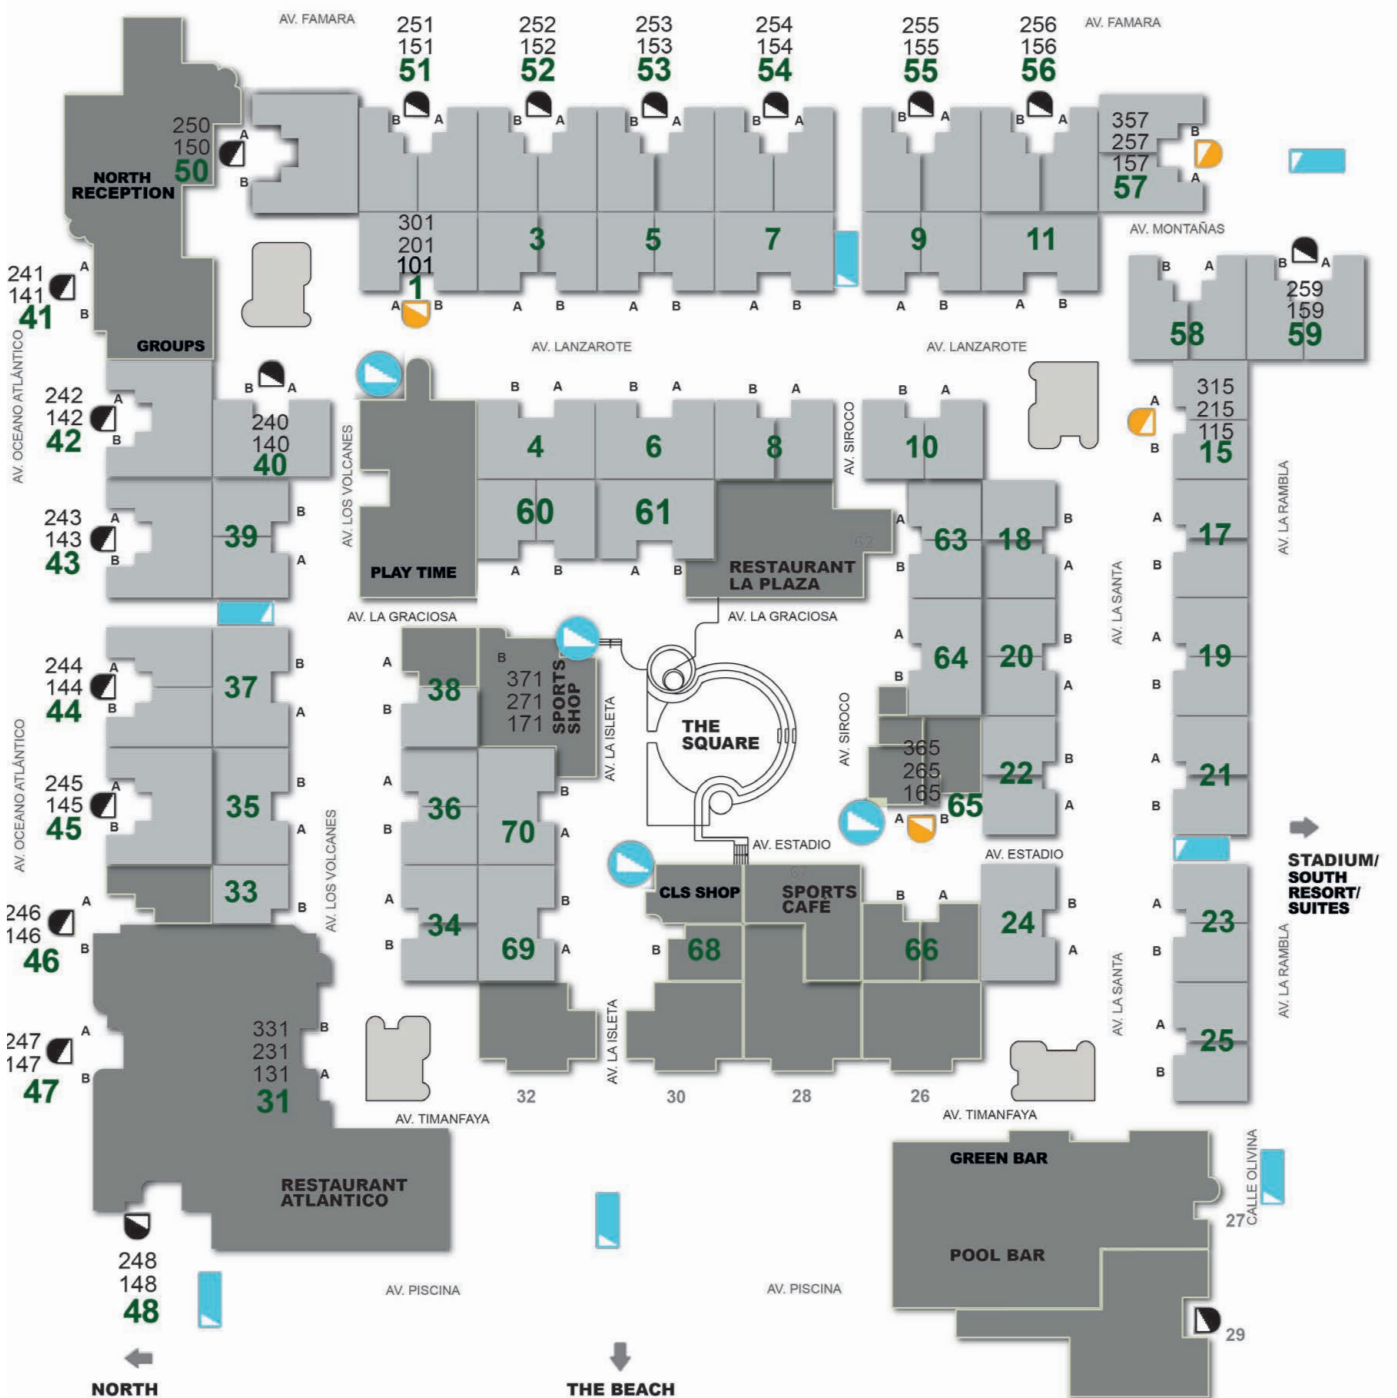 AV. FAMARA
AV. FAMARA
251
151
51
252
152
52
253
153
53
254
154
54
255
155
55
256
156
56
B A
B A
B A
B A
B A
B A
250
150
50
A
B
NORTH
RECEPTION
357
257
157
57
B
A
AV. MONTAÑAS
301
201
101
1
3
5
7
9
11
A B
A B
A B
A B
A B
A B
241
141
41
A
B
GROUPS
B A
B A
58
259
159
59
AV. OCEANO ATLÁNTICO
AV. LANZAROTE
AV. LANZAROTE
242
142
42
A
B
B A
240
140
40
AV. LOS VOLCANES
B A
B A
B A
B A
4
6
8
AV. SIROCO
10
A
B
315
215
115
15
AV. LA RAMBLA
243
143
43
A
B
39
B
A
PLAY TIME
60
61
A B
A B
62
RESTAURANT
LA PLAZA
A
B
63
18
B
A
A
B
17
AV. LA SANTA
AV. LA GRACIOSA
AV. LA GRACIOSA
244
144
44
A
B
37
B
A
A
B
38
B
371
271
171
SPORTS
SHOP
AV. LA ISLETA
THE
SQUARE
A
B
64
20
B
A
A
B
19
AV. SIROCO
AV. OCEANO ATLÁNTICO
245
145
45
A
B
35
B
A
AV. LOS VOLCANES
A
B
36
70
B
A
365
265
165
65
A B
22
B
A
A
B
21
AV. ESTADIO
AV. ESTADIO
STADIUM/
SOUTH
RESORT/
SUITES
246
146
46
A
B
33
B
A
B
34
69
B
A
CLS SHOP
67
SPORTS
CAFÉ
B
68
B A
66
24
B
A
A
B
23
AV. LA RAMBLA
AV. LA SANTA
247
147
47
A
B
331
231
131
31
B
A
AV. LA ISLETA
A
B
25
32
30
28
26
AV. TIMANFAYA
AV. TIMANFAYA
RESTAURANT
ATLÁNTICO
GREEN BAR
POOL BAR
CALLE OLIVINA
27
29
248
148
48
AV. PISCINA
AV. PISCINA
NORTH
THE BEACH